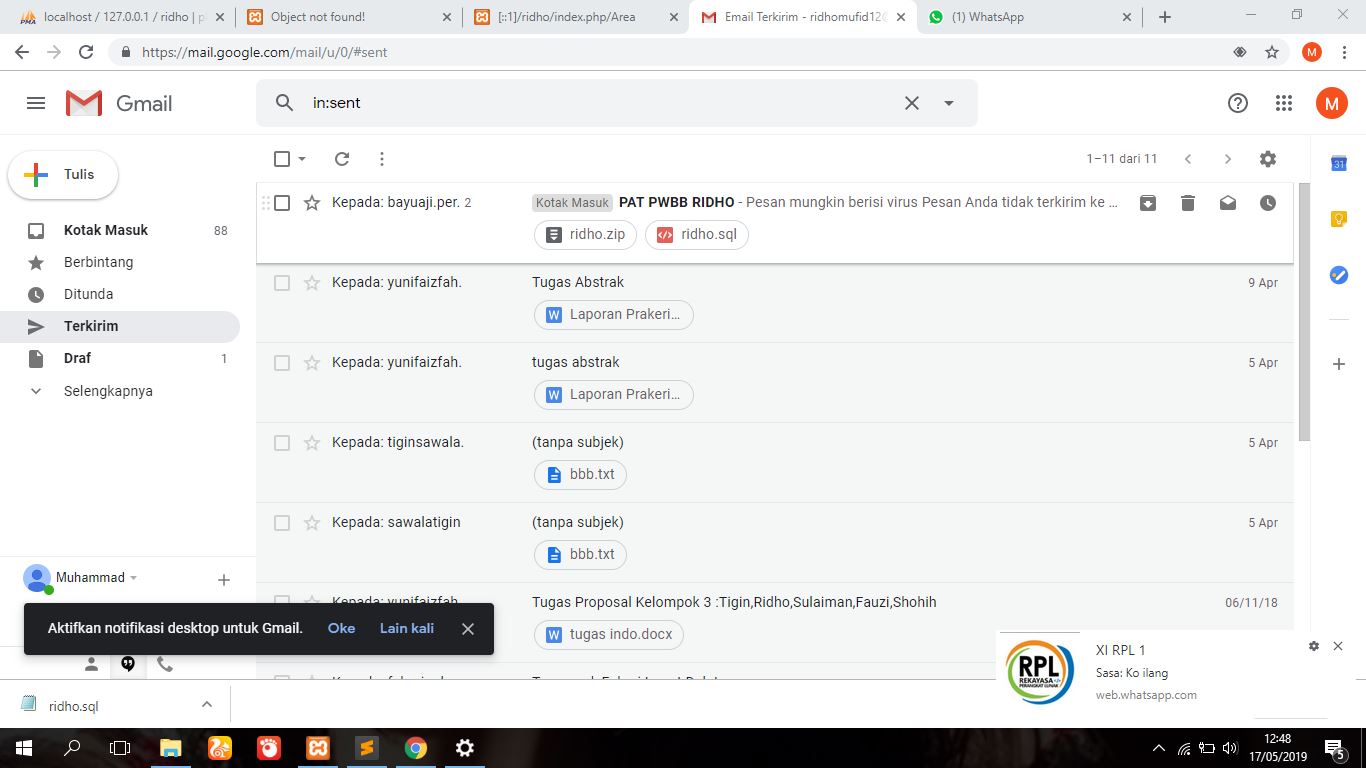 localhost / 127.0.0.1 / ridho | p
Object not found!
[::1]/ridho/index.php/Area
Email Terkirim - ridhomufid12@
(1) WhatsApp
https://mail.google.com/mail/u/0/#sent
M
Gmail
in:sent
M
Tulis
1–11 dari 11
31
Kotak Masuk 88
Berbintang
Ditunda
Terkirim
Draf 1
Selengkapnya
Kepada: bayuaji.per. 2 Kotak Masuk PAT PWBB RIDHO - Pesan mungkin berisi virus Pesan Anda tidak terkirim ke ...
ridho.zip ridho.sql
Kepada: yunifaizfah. Tugas Abstrak 9 Apr
W Laporan Prakeri...
Kepada: yunifaizfah. tugas abstrak 5 Apr
W Laporan Prakeri...
Kepada: tiginsawala. (tanpa subjek) 5 Apr
bbb.txt
Kepada: sawalatigin (tanpa subjek) 5 Apr
bbb.txt
Kepada: yunifaizfah Tugas Proposal Kelompok 3 :Tigin,Ridho,Sulaiman,Fauzi,Shohih 06/11/18
W tugas indo.docx
Muhammad
Aktifkan notifikasi desktop untuk Gmail. Oke Lain kali
RPL
REKAYASA
PERANGKAT LUNAK
XI RPL 1
Sasa: Ko ilang
web.whatsapp.com
ridho.sql
12:48
17/05/2019
5